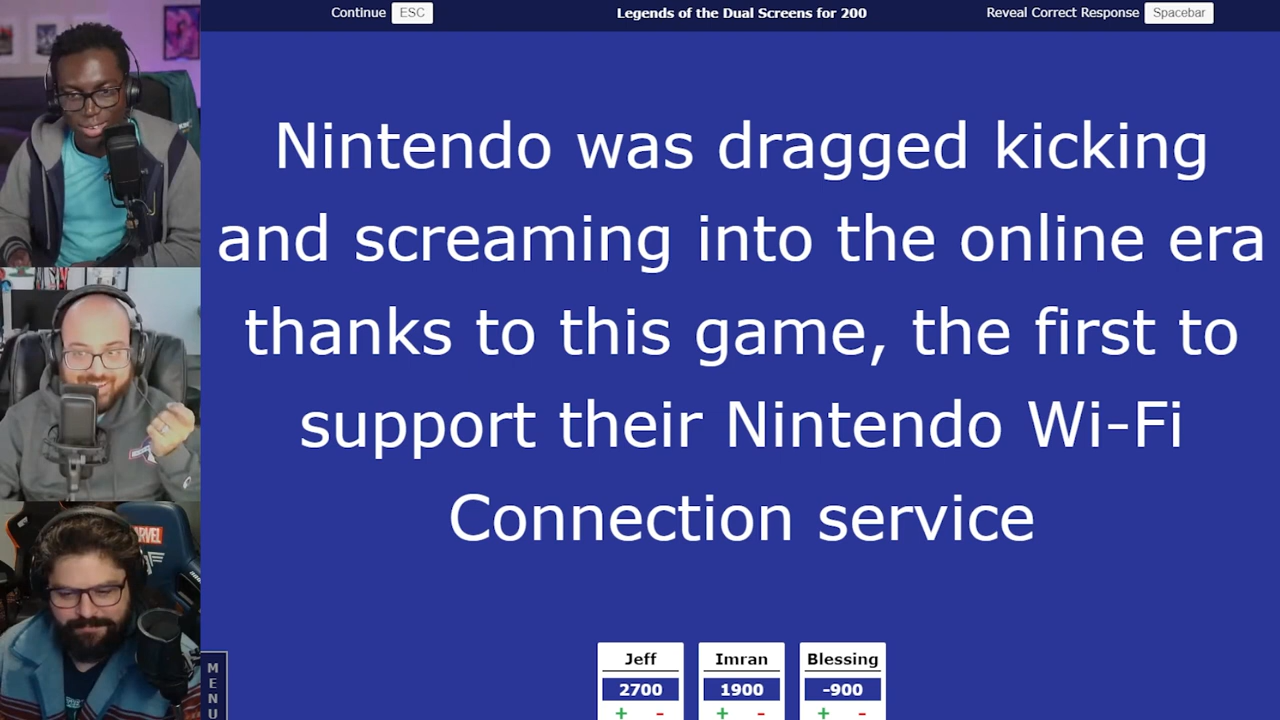 Continue ESC Legends of the Dual Screens for 200 Reveal Correct Response Spacebar
Nintendo was dragged kicking
and screaming into the online era
thanks to this game, the first to
support their Nintendo Wi-Fi
Connection service
MARVEL
MENU
Jeff Imran Blessing
2700 1900 -900
+ - + - + -